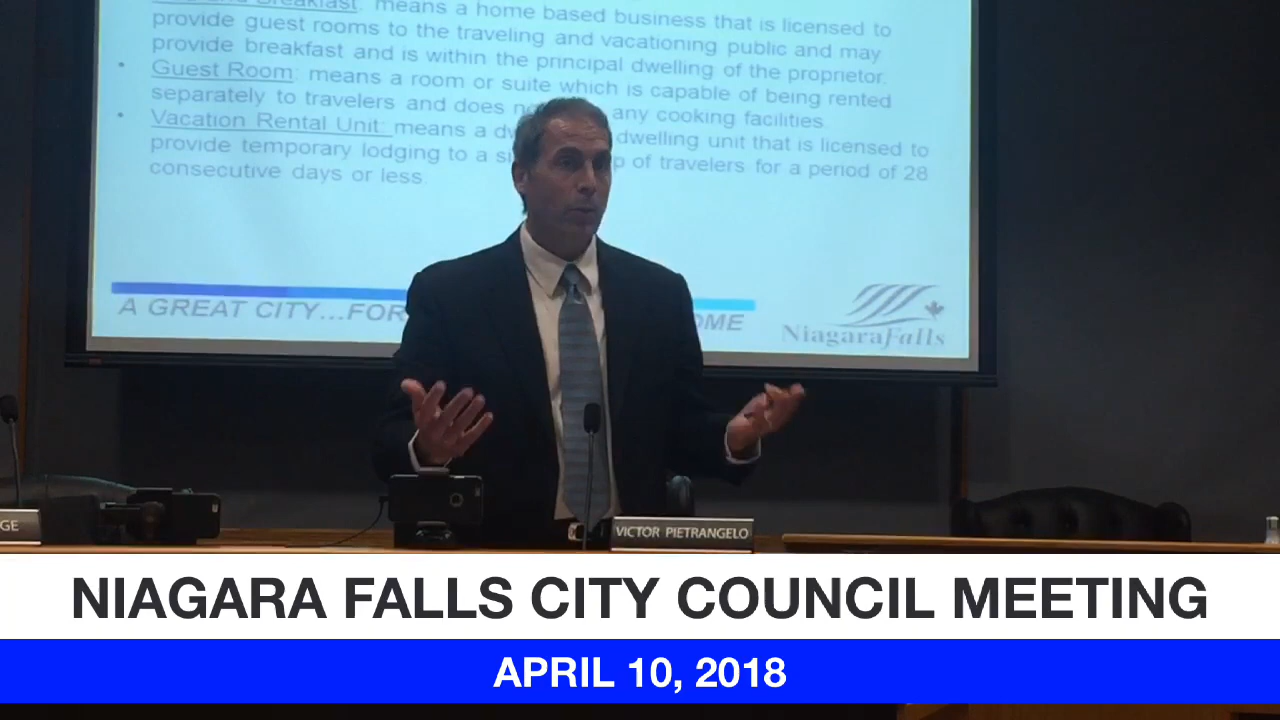 Breakfast: means a home based business that is licensed to
provide guest rooms to the traveling and vacationing public and may
provide breakfast and is within the principal dwelling of the proprietor.
• Guest Room: means a room or suite which is capable of being rented
separately to travelers and does any cooking facilities.
• Vacation Rental Unit: means a dwelling unit that is licensed to
provide temporary lodging to a of travelers for a period of 28
consecutive days or less.
A GREAT CITY...FOR
NiagaraFalls
GE
VICTOR PIETRANGELO
NIAGARA FALLS CITY COUNCIL MEETING
APRIL 10, 2018